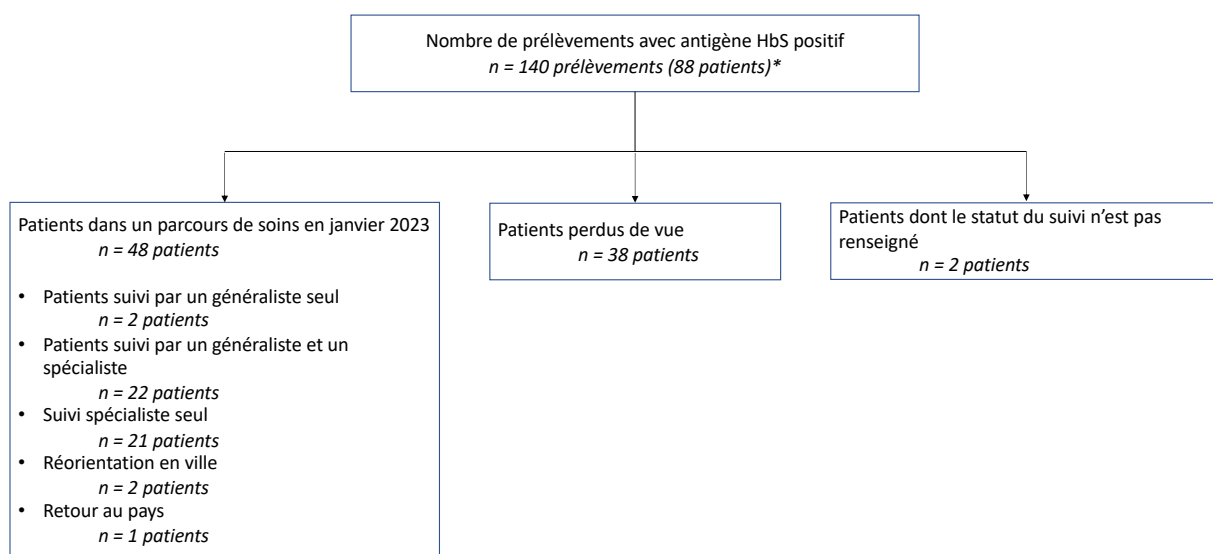 Nombre de prélèvements avec antigène HbS positif
n = 140 prélèvements (88 patients)*
Patients dans un parcours de soins en janvier 2023
n = 48 patients
• Patients suivi par un généraliste seul
n = 2 patients
• Patients suivi par un généraliste et un
spécialiste
n = 22 patients
• Suivi spécialiste seul
n = 21 patients
• Réorientation en ville
n = 2 patients
• Retour au pays
n = 1 patients
Patients perdus de vue
n = 38 patients
Patients dont le statut du suivi n’est pas
renseigné
n = 2 patients